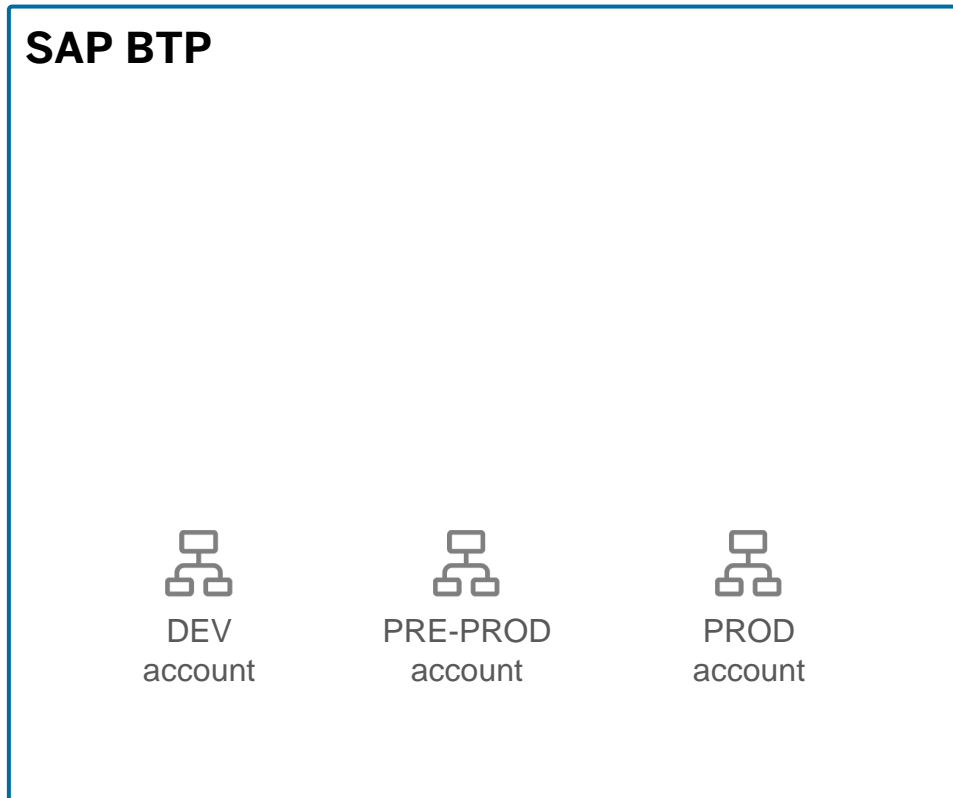 SAP BTP
DEV
account
PRE-PROD
account
PROD
account